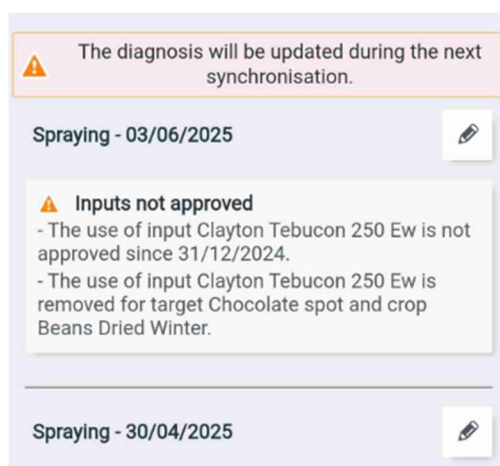 The diagnosis will be updated during the next
synchronisation.
Spraying - 03/06/2025
Inputs not approved
- The use of input Clayton Tebucon 250 Ew is not
approved since 31/12/2024.
- The use of input Clayton Tebucon 250 Ew is
removed for target Chocolate spot and crop
Beans Dried Winter.
Spraying - 30/04/2025